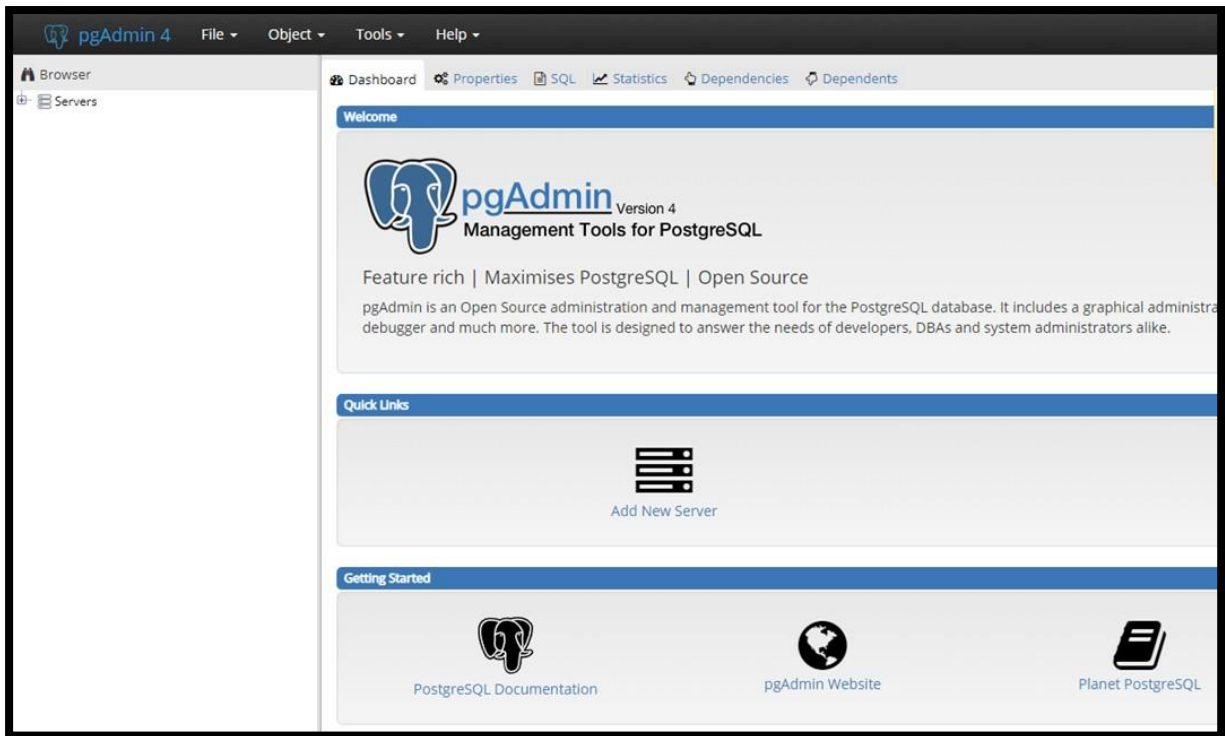 pgAdmin 4 File Object Tools Help
Browser
Servers
Dashboard Properties SQL Statistics Dependencies Dependents
Welcome
pgAdmin Version 4
Management Tools for PostgreSQL
Feature rich | Maximises PostgreSQL | Open Source
pgAdmin is an Open Source administration and management tool for the PostgreSQL database. It includes a graphical administra
debugger and much more. The tool is designed to answer the needs of developers, DBAs and system administrators alike.
Quick Links
Add New Server
Getting Started
PostgreSQL Documentation pgAdmin Website Planet PostgreSQL